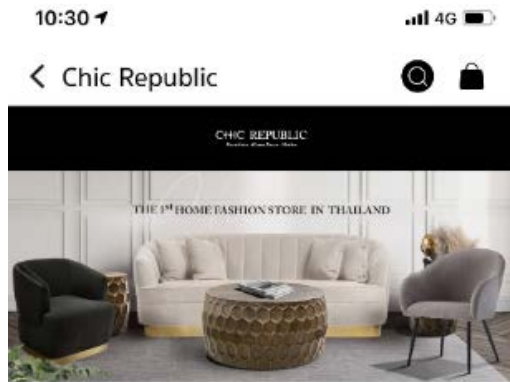 10:30
4G
Chic Republic
CHIC REPUBLIC
THE 1st HOME FASHION STORE IN THAILAND